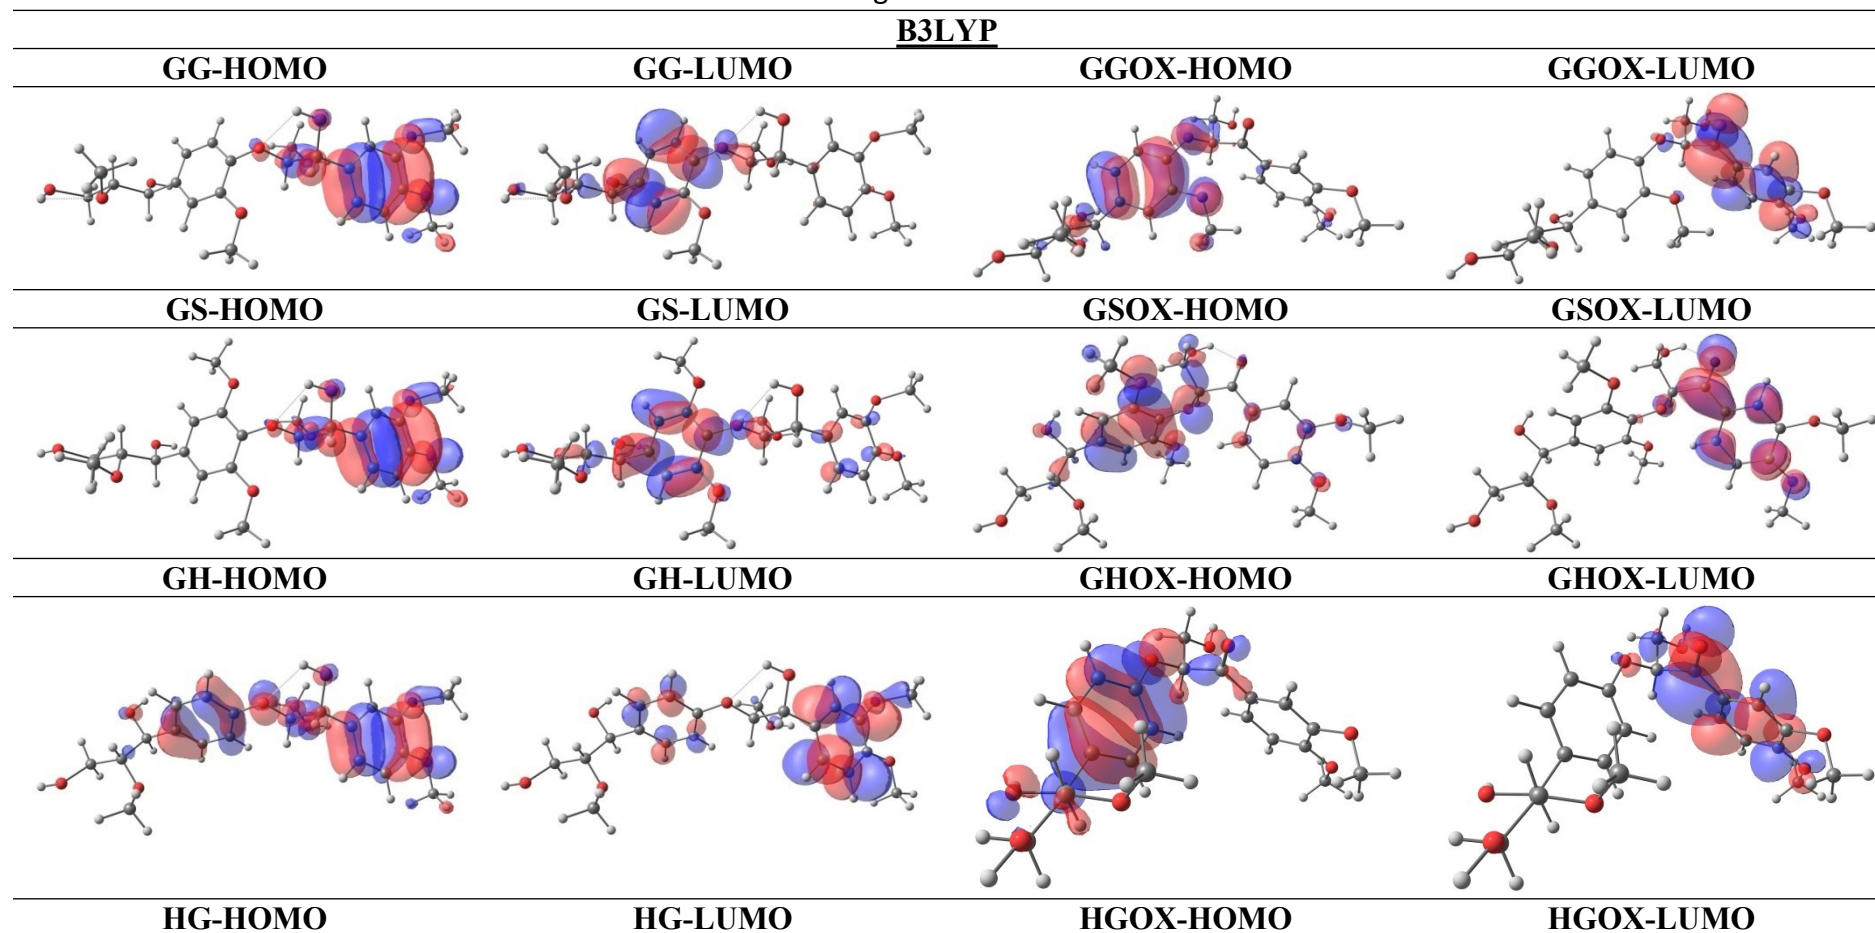 B3LYP
GG-HOMO GG-LUMO GGOX-HOMO GGOX-LUMO
GS-HOMO GS-LUMO GSOX-HOMO GSOX-LUMO
GH-HOMO GH-LUMO GHOX-HOMO GHOX-LUMO
HG-HOMO HG-LUMO HGOX-HOMO HGOX-LUMO